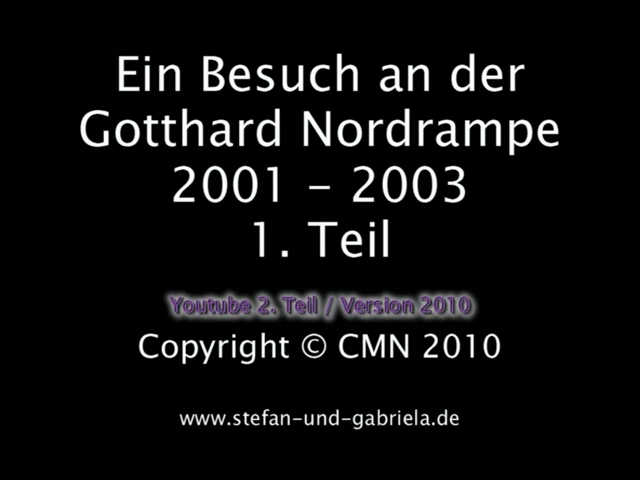 Ein Besuch an der
Gotthard Nordrampe
2001 - 2003
1. Teil
Youtube 2. Teil / Version 2010
Copyright © CMN 2010
www.stefan-und-gabriela.de